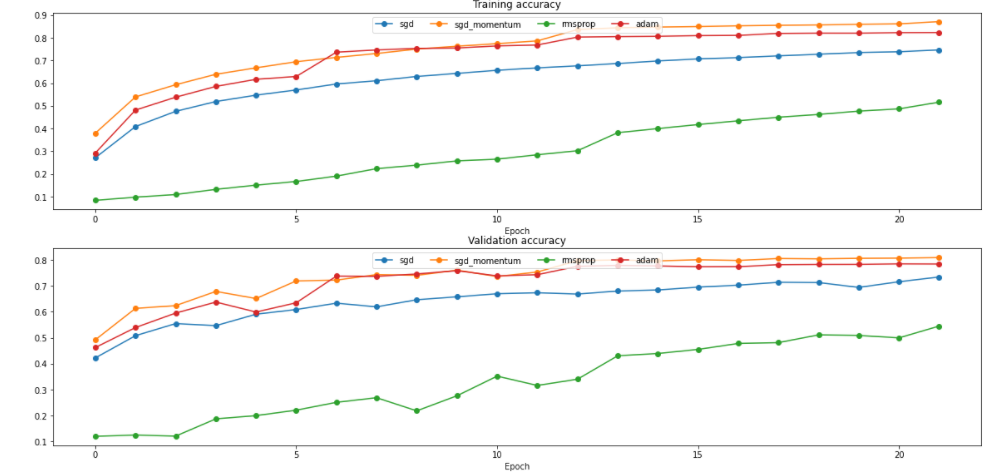 Training accuracy
sgd sgd_momentum rmsprop adam
0.9
0.8
0.7
0.6
0.5
0.4
0.3
0.2
0.1
0 5 10 15 20
Epoch
Validation accuracy
sgd sgd_momentum rmsprop adam
0.8
0.7
0.6
0.5
0.4
0.3
0.2
0.1
0 5 10 15 20
Epoch